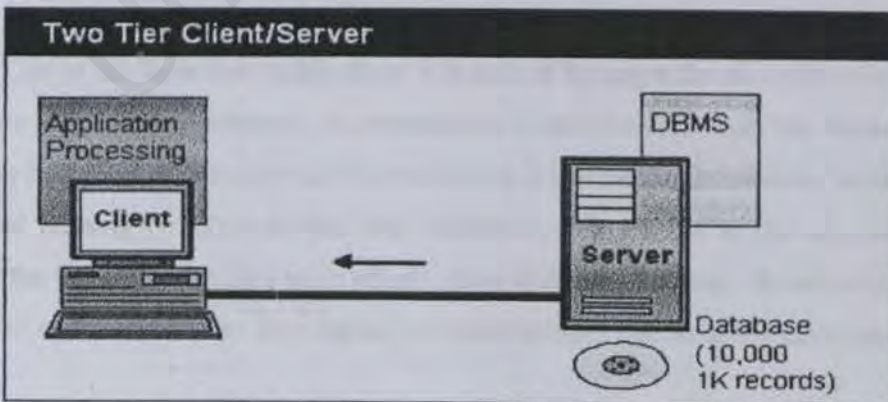 Two Tier Client/Server
Application
Processing
Client
DBMS
Server
Database
(10,000
1K records)